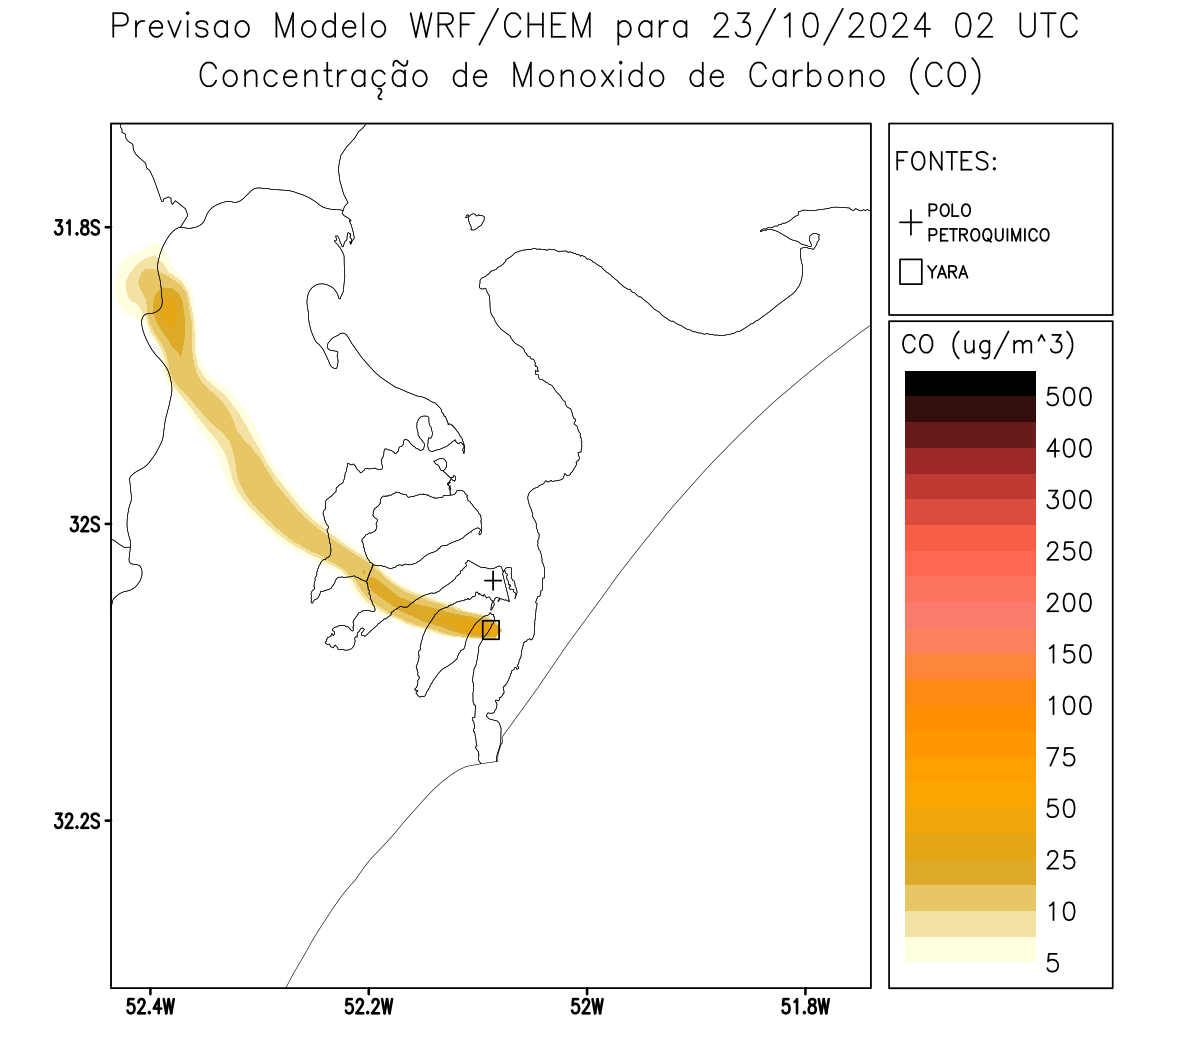 Previsao Modelo WRF/CHEM para 23/10/2024 02 UTC
Concentração de Monoxido de Carbono (CO)
FONTES:
POLO
PETROQUIMICO
YARA
CO (ug/m^3)
500
400
300
250
200
150
100
75
50
25
10
5
31.8S
32S
32.2S
52.4W
52.2W
52W
51.8W